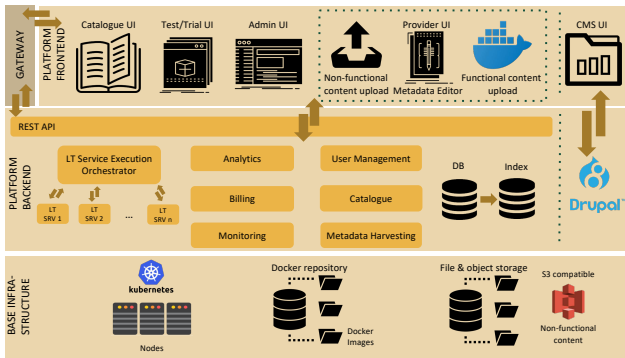 GATEWAY
PLATFORM
FRONTEND
Catalogue UI
Test/Trial UI
Admin UI
Provider UI
Non-functional
content upload
Metadata Editor
Functional content
upload
CMS UI
REST API
PLATFORM
BACKEND
LT Service Execution
Orchestrator
LT
SRV 1
LT
SRV 2
...
LT
SRV n
Analytics
Billing
Monitoring
User Management
Catalogue
Metadata Harvesting
DB
Index
Drupal™
BASE INFRA-
STRUCTURE
kubernetes
Nodes
Docker repository
Docker
Images
File & object storage
S3 compatible
Non-functional
content